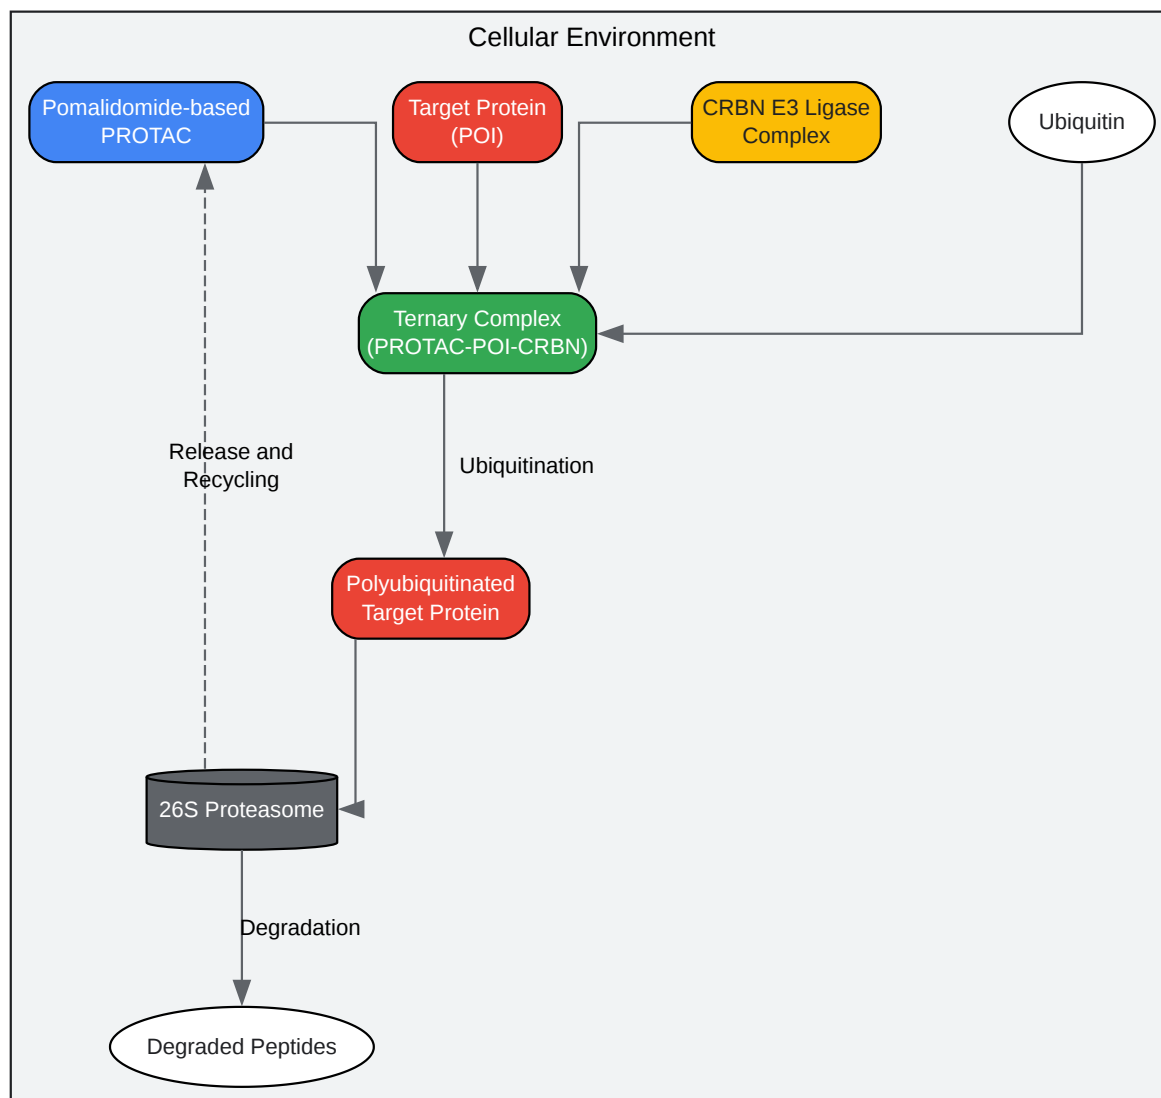 Cellular Environment
Pomalidomide-based
PROTAC
Target Protein
(POI)
CRBN E3 Ligase
Complex
Ubiquitin
Ternary Complex
(PROTAC-POI-CRBN)
Release and
Recycling
Ubiquitination
Polyubiquitinated
Target Protein
26S Proteasome
Degradation
Degraded Peptides